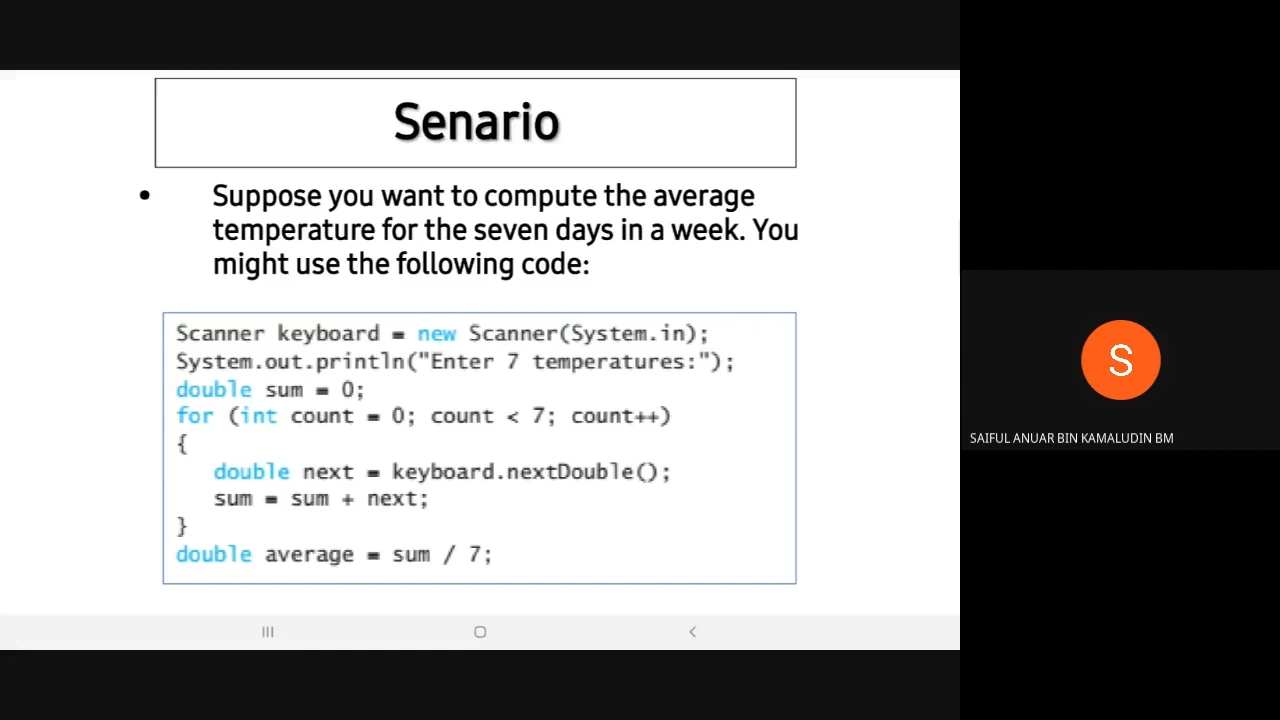 Senario
• Suppose you want to compute the average
temperature for the seven days in a week. You
might use the following code:
Scanner keyboard = new Scanner(System.in);
System.out.println("Enter 7 temperatures:");
double sum = 0;
for (int count = 0; count < 7; count++)
{
double next = keyboard.nextDouble();
sum = sum + next;
}
double average = sum / 7;
S
SAIFUL ANUAR BIN KAMALUDIN BM